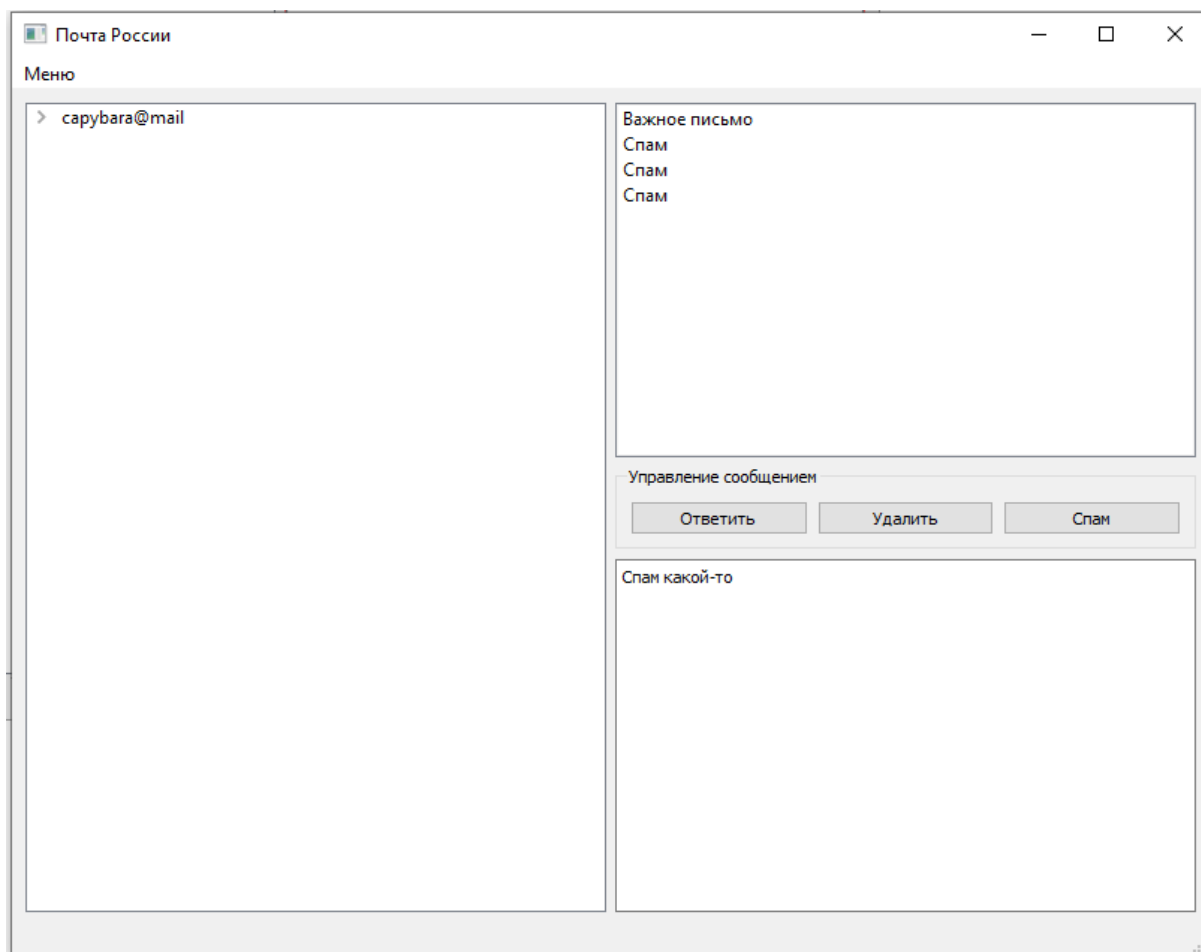 Почта России
Меню
capybara@mail
Важное письмо
Спам
Спам
Спам
Управление сообщением
Ответить Удалить Спам
Спам какой-то